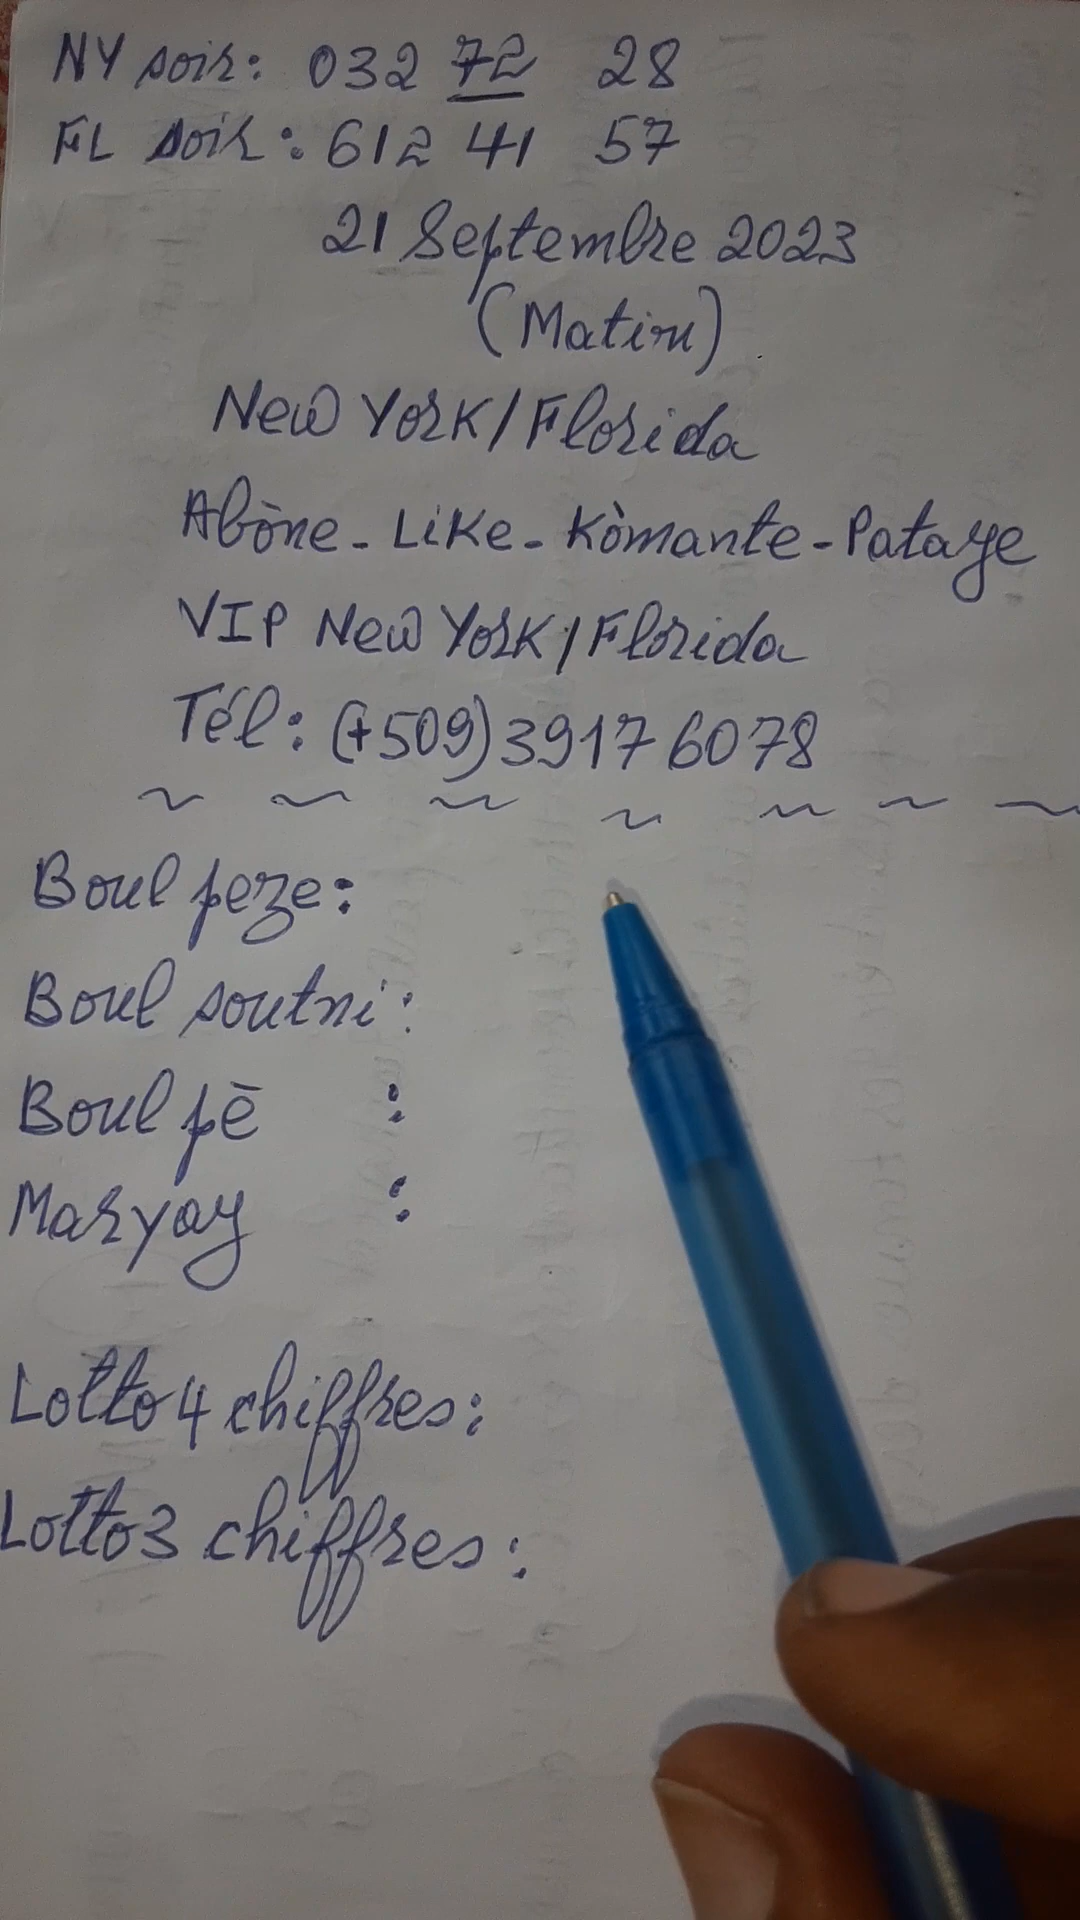 NY soir: 032 72 28
FL soir: 612 41 57
21 Septembre 2023
(Matin)
New York/Florida
Abòne - Like - Kòmante - Pataje
VIP New York/Florida
Tél: (+509) 3917 6078
Boul peze:
Boul soutni:
Boul pè :
Maryaj :
Lotto 4 chiffres:
Lotto 3 chiffres: